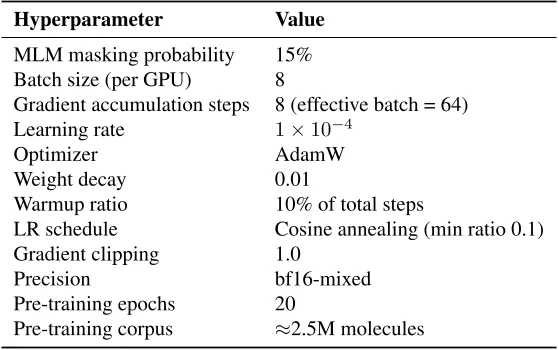 Hyperparameter Value
MLM masking probability 15%
Batch size (per GPU) 8
Gradient accumulation steps 8 (effective batch = 64)
Learning rate 1 × 10⁻⁴
Optimizer AdamW
Weight decay 0.01
Warmup ratio 10% of total steps
LR schedule Cosine annealing (min ratio 0.1)
Gradient clipping 1.0
Precision bf16-mixed
Pre-training epochs 20
Pre-training corpus ≈2.5M molecules